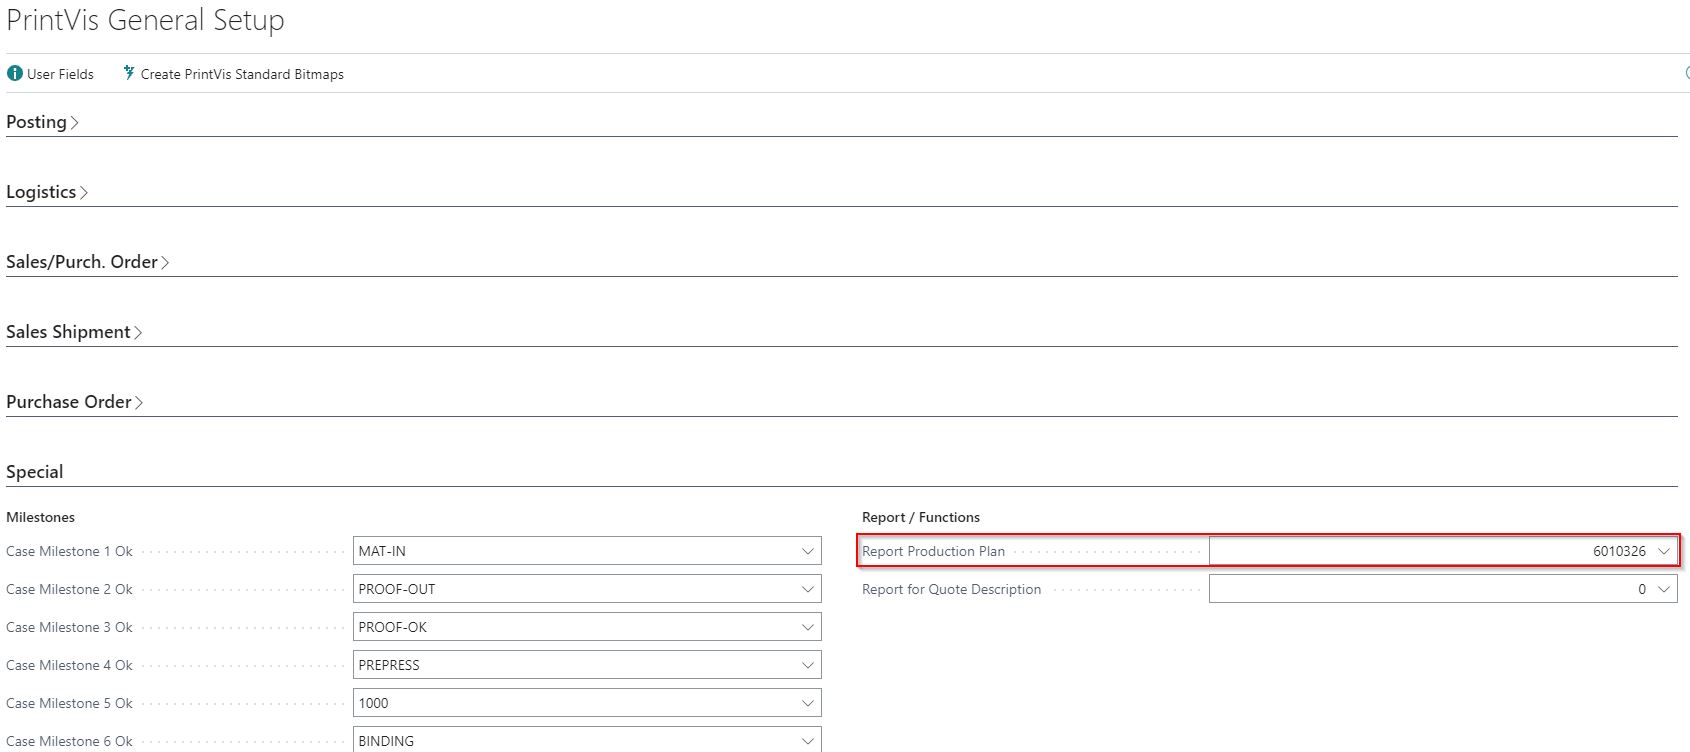 PrintVis General Setup
User Fields
Create PrintVis Standard Bitmaps
Posting
Logistics
Sales/Purch. Order
Sales Shipment
Purchase Order
Special
Milestones
Case Milestone 1 Ok MAT-IN
Case Milestone 2 Ok PROOF-OUT
Case Milestone 3 Ok PROOF-OK
Case Milestone 4 Ok PREPRESS
Case Milestone 5 Ok 1000
Case Milestone 6 Ok BINDING
Report / Functions
Report Production Plan 6010326
Report for Quote Description 0